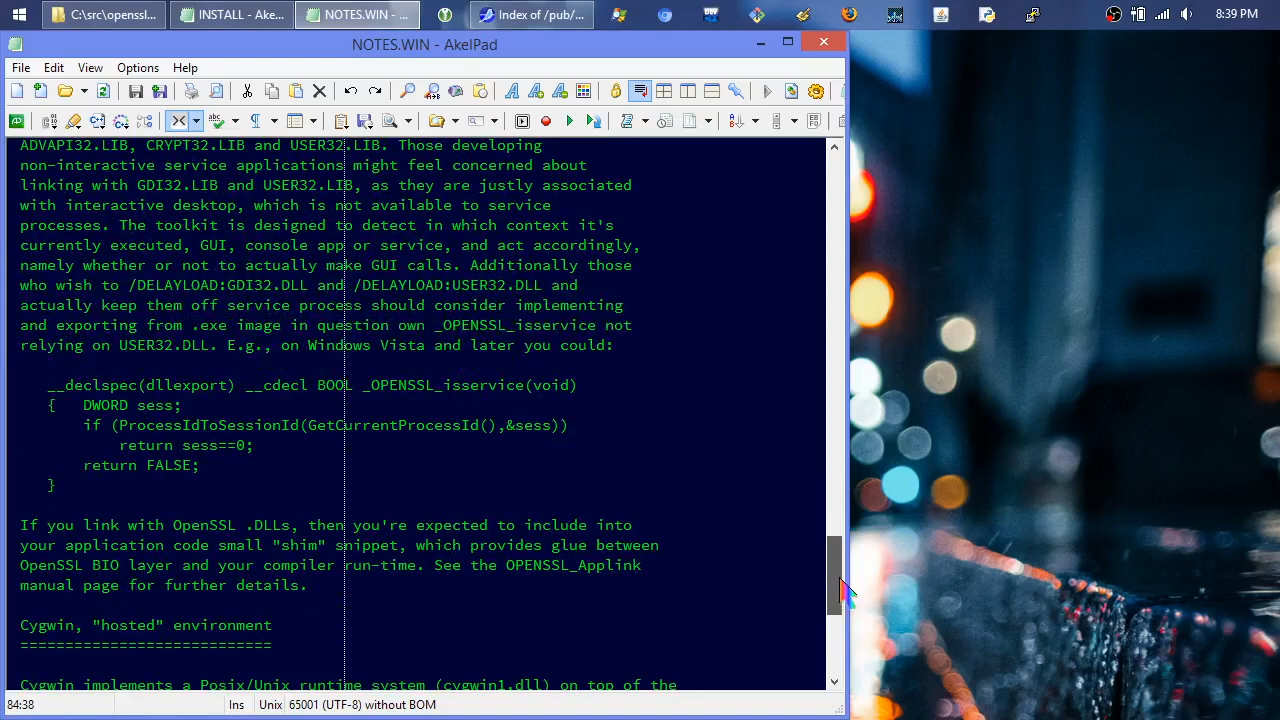 C:\src\openssl...
INSTALL - Ake...
NOTES.WIN - ...
Index of /pub/...
8:39 PM
NOTES.WIN - AkelPad
File Edit View Options Help
ADVAPI32.LIB, CRYPT32.LIB and USER32.LIB. Those developing
non-interactive service applications might feel concerned about
linking with GDI32.LIB and USER32.LIB, as they are justly associated
with interactive desktop, which is not available to service
processes. The toolkit is designed to detect in which context it's
currently executed, GUI, console app or service, and act accordingly,
namely whether or not to actually make GUI calls. Additionally those
who wish to /DELAYLOAD:GDI32.DLL and /DELAYLOAD:USER32.DLL and
actually keep them off service process should consider implementing
and exporting from .exe image in question own _OPENSSL_isservice not
relying on USER32.DLL. E.g., on Windows Vista and later you could:
__declspec(dllexport) __cdecl BOOL _OPENSSL_isservice(void)
{ DWORD sess;
if (ProcessIdToSessionId(GetCurrentProcessId(),&sess))
return sess==0;
return FALSE;
}
If you link with OpenSSL .DLLs, then you're expected to include into
your application code small "shim" snippet, which provides glue between
OpenSSL BIO layer and your compiler run-time. See the OPENSSL_Applink
manual page for further details.
Cygwin, "hosted" environment
============================
Cygwin implements a Posix/Unix runtime system (cygwin1.dll) on top of the
84:38 Ins Unix 65001 (UTF-8) without BOM